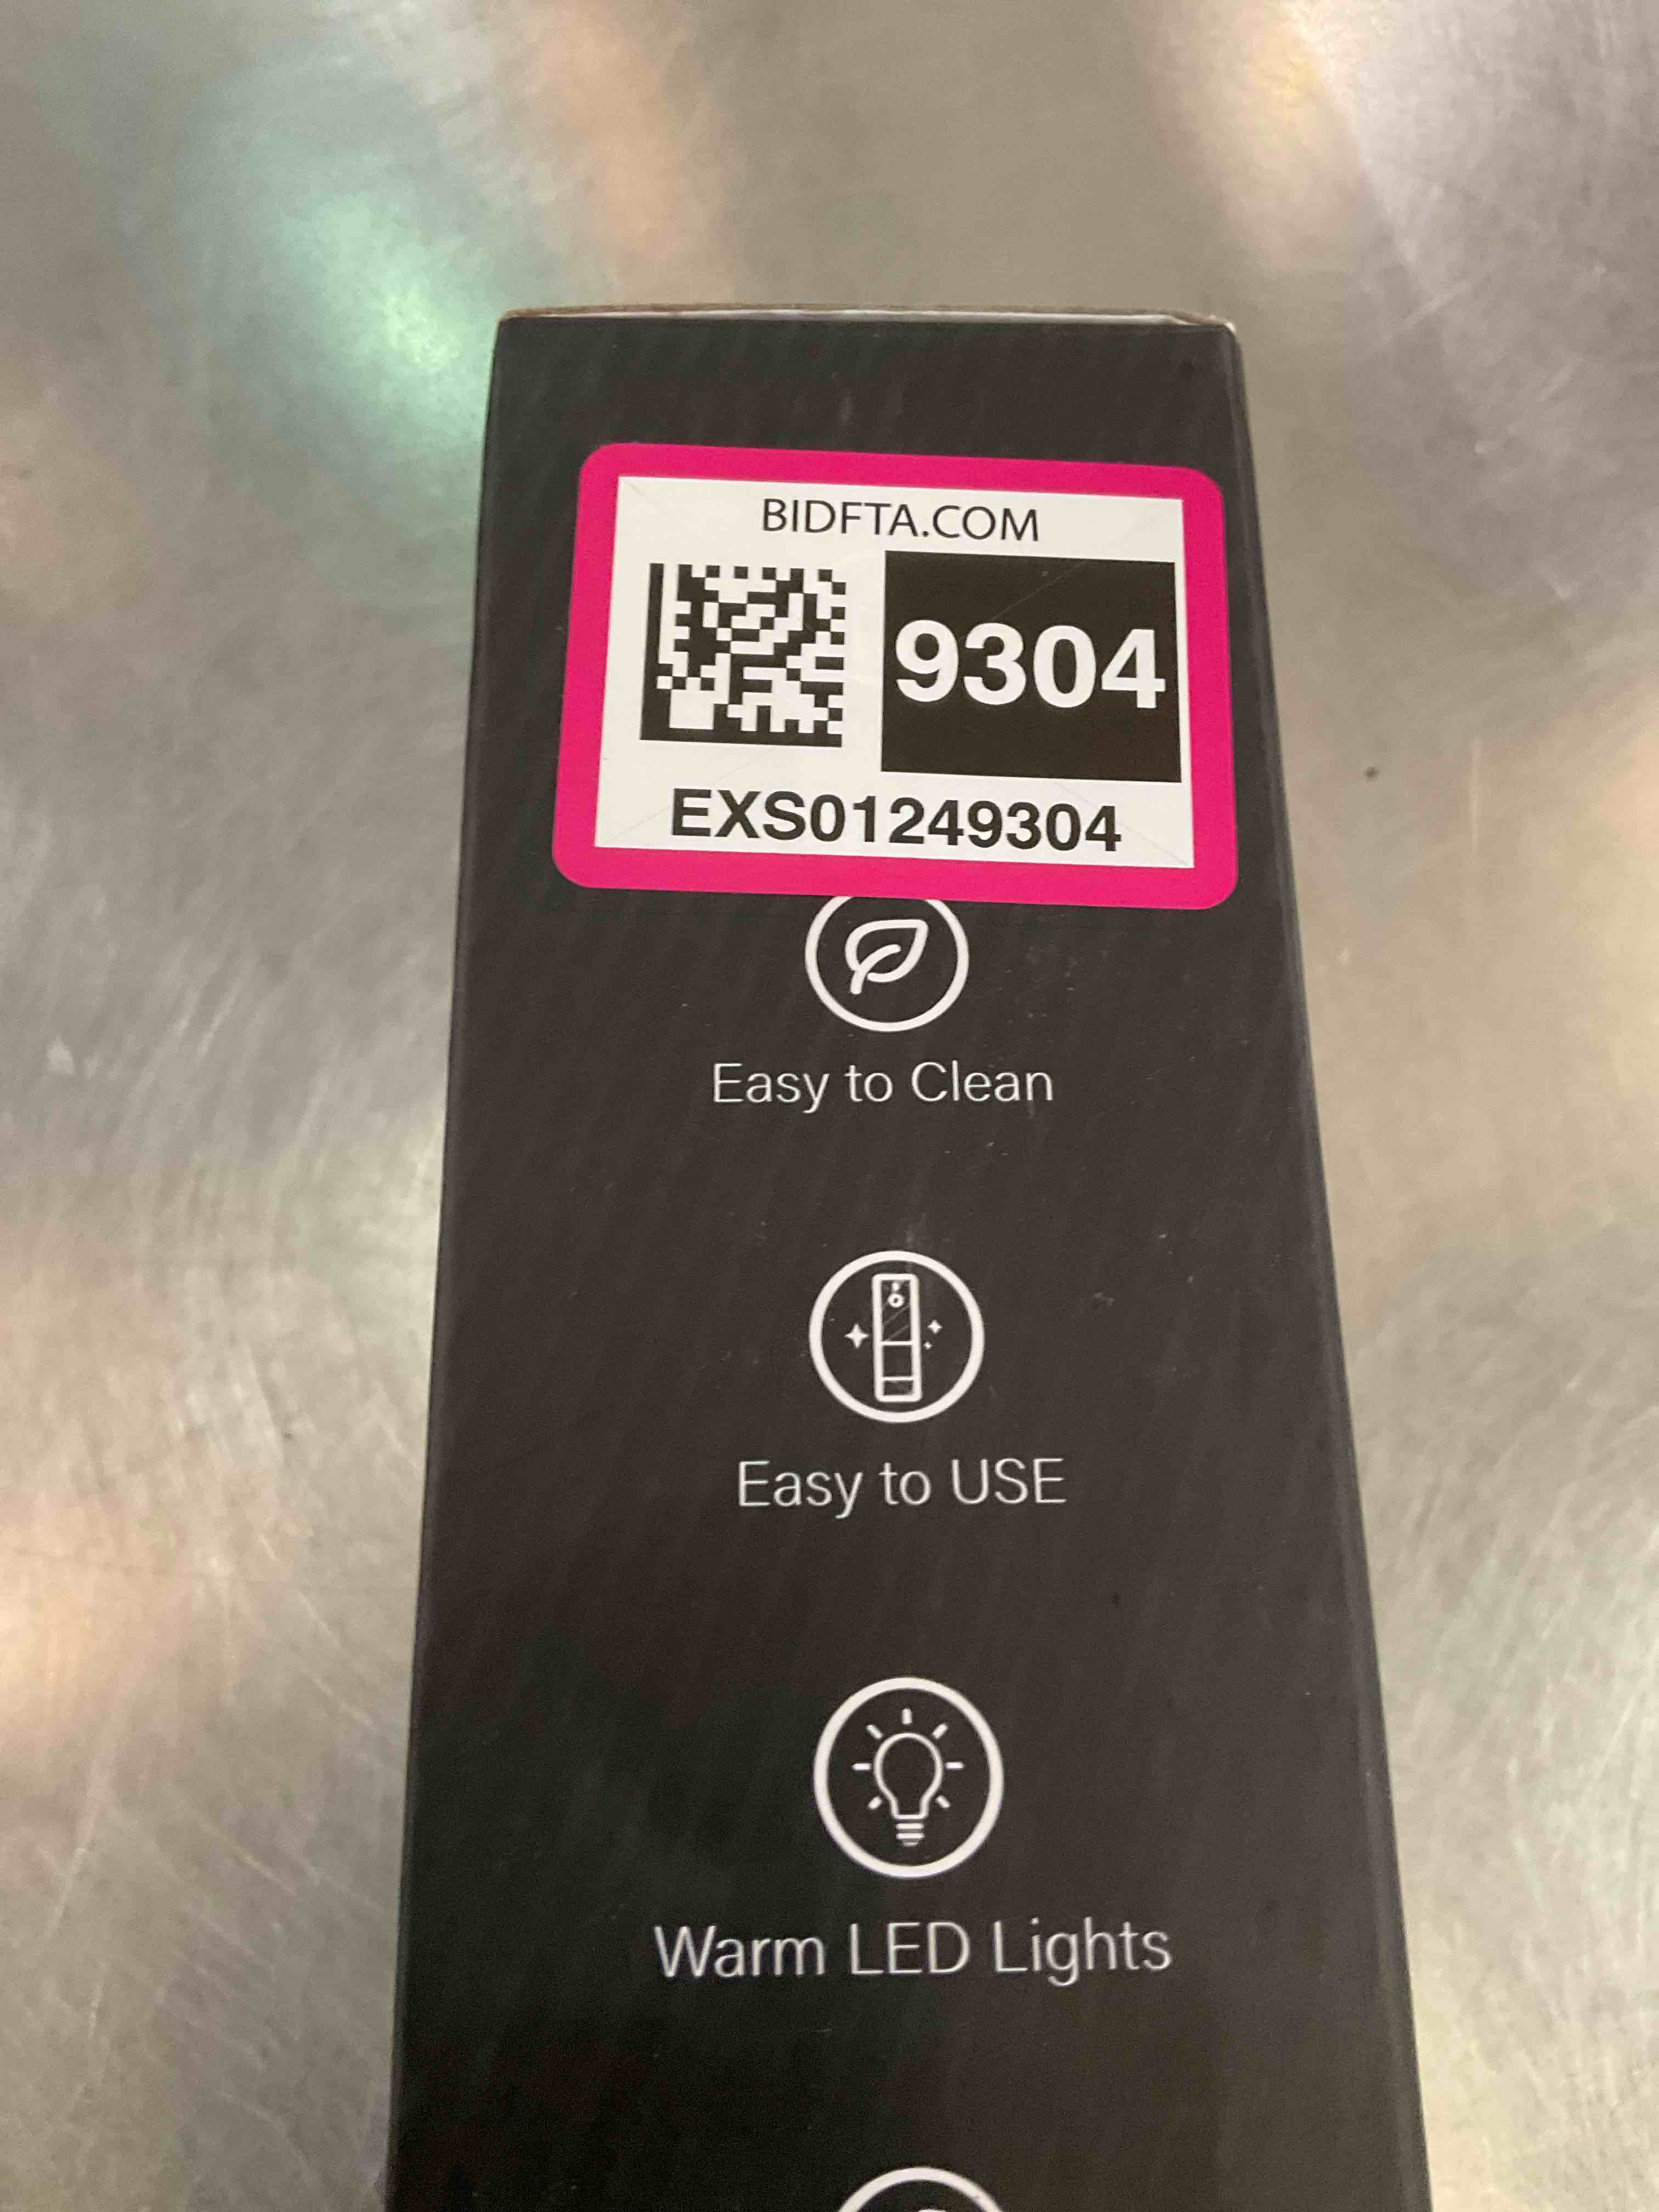 BIDFTA.COM
9304
EXS01249304
Easy to Clean
Easy to USE
Warm LED Lights